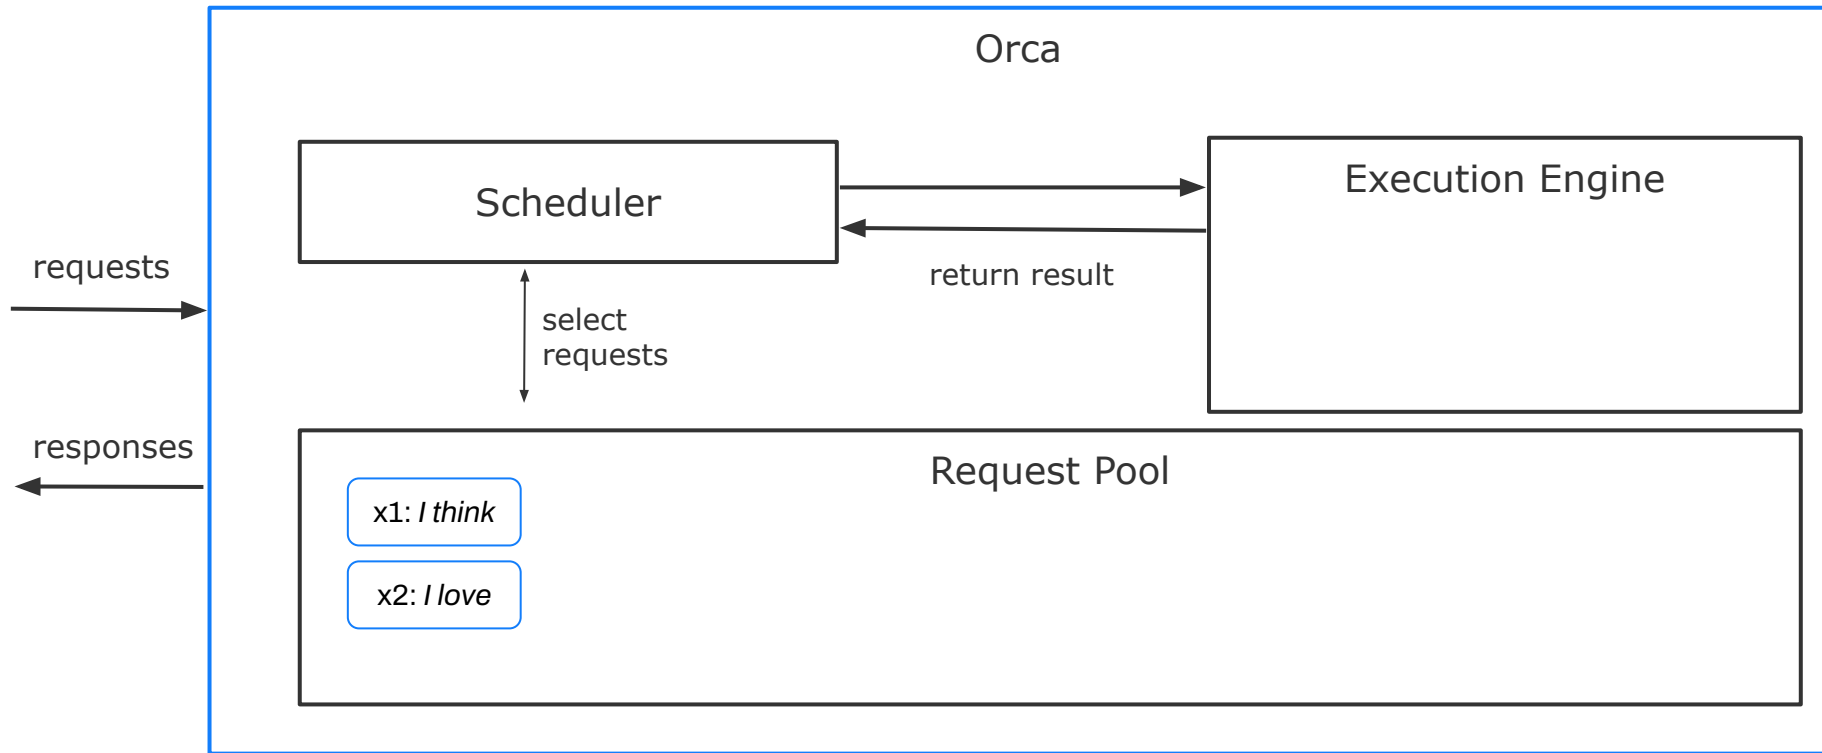 Orca
Scheduler
Execution Engine
requests
return result
select
requests
responses
Request Pool
x1: I think
x2: I love